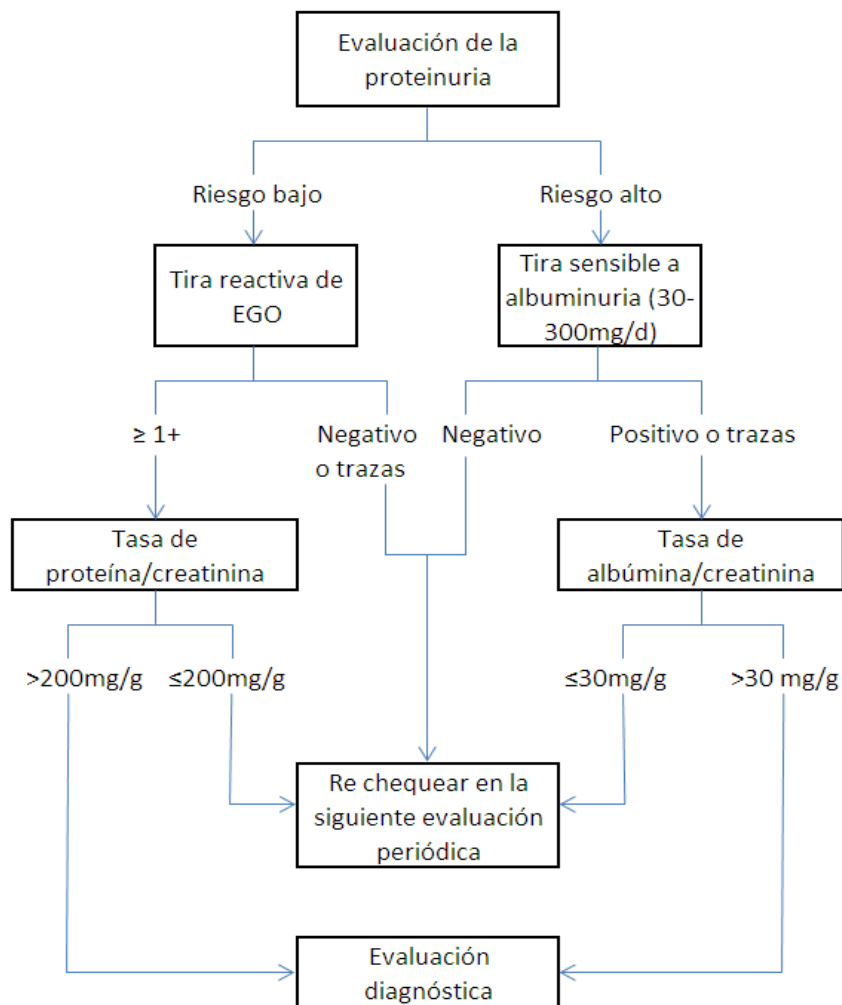 Evaluación de la
proteinuria
Riesgo bajo
Riesgo alto
Tira reactiva de
EGO
Tira sensible a
albuminuria (30-
300mg/d)
≥ 1+
Negativo
o trazas
Negativo
Positivo o trazas
Tasa de
proteína/creatinina
Tasa de
albúmina/creatinina
>200mg/g
≤200mg/g
≤30mg/g
>30 mg/g
Re chequear en la
siguiente evaluación
periódica
Evaluación
diagnóstica